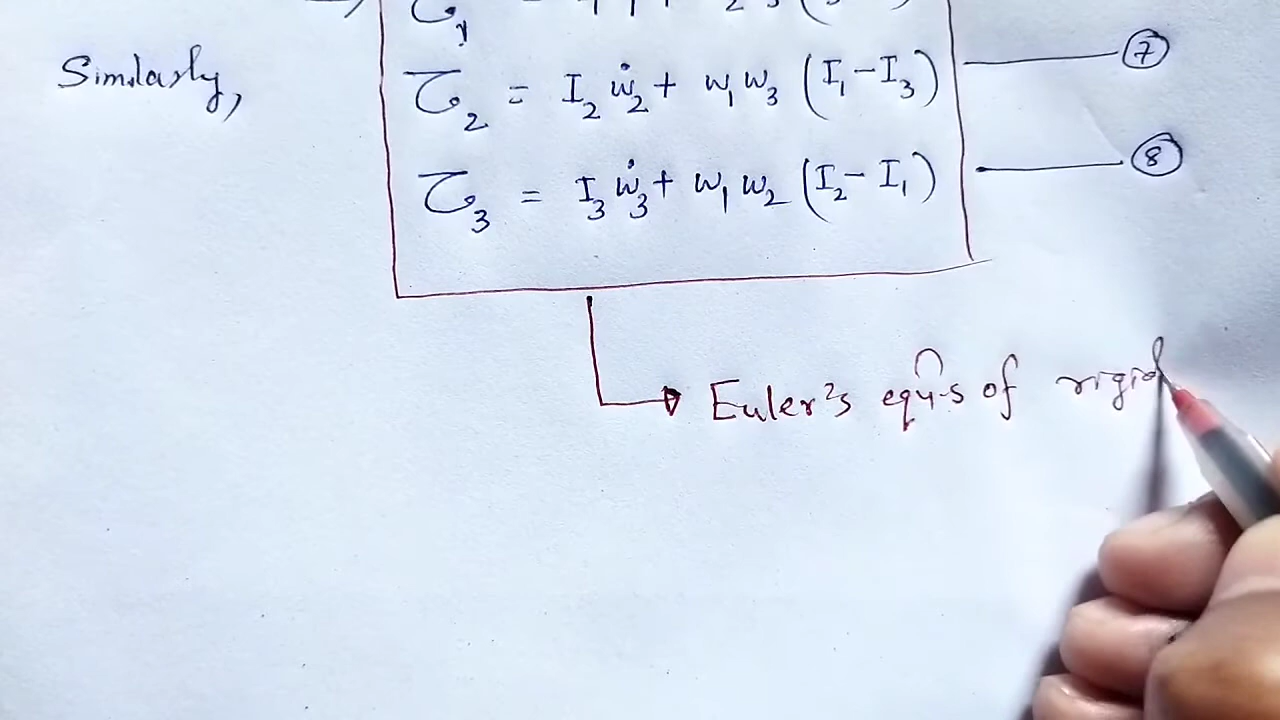 Similarly,
τ₂ = I₂ ẇ₂ + w₁ w₃ (I₁ − I₃) ⑦
τ₃ = I₃ ẇ₃ + w₁ w₂ (I₂ − I₁) ⑧
Euler's eqn.s of rigid